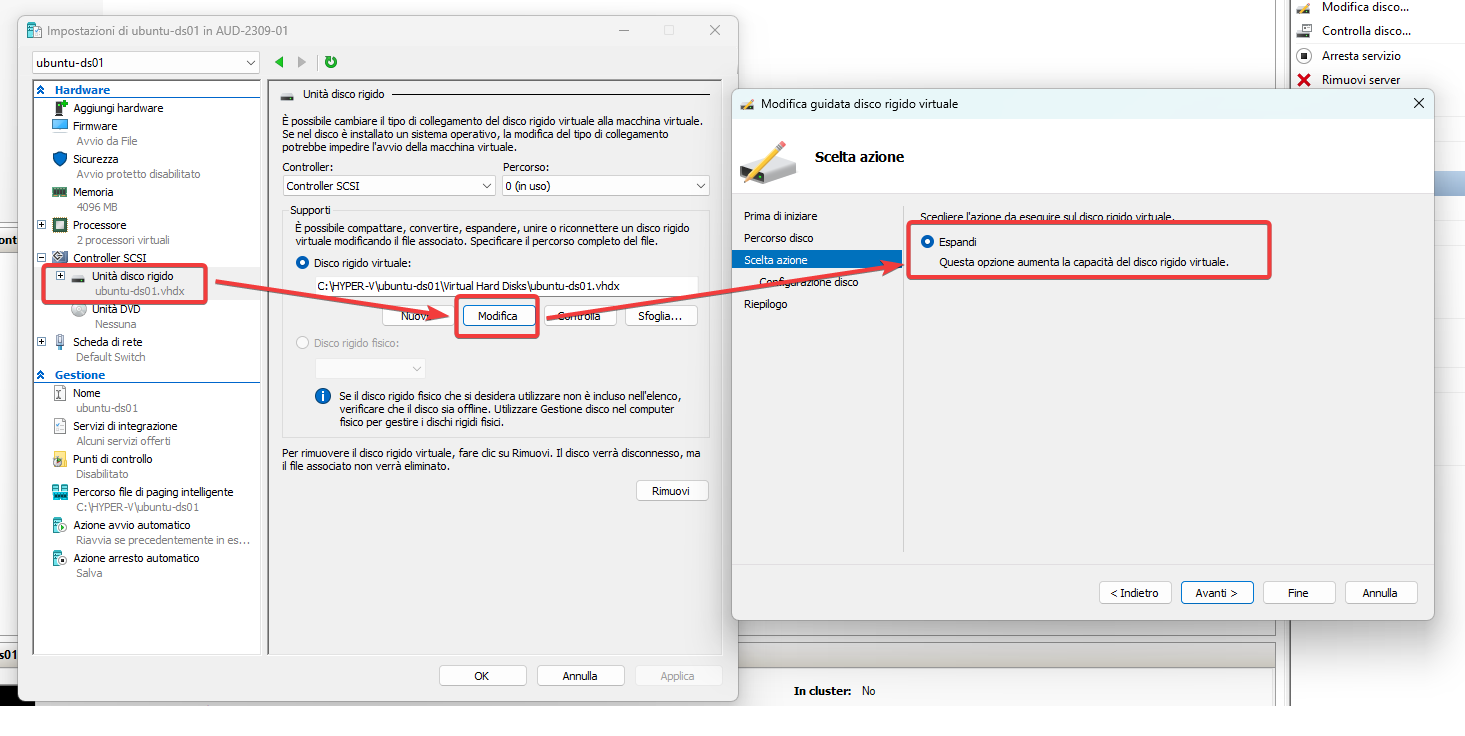 Impostazioni di ubuntu-ds01 in AUD-2309-01
ubuntu-ds01
Hardware
Aggiungi hardware
Firmware
Avvio da File
Sicurezza
Avvio protetto disabilitato
Memoria
4096 MB
Processore
2 processori virtuali
Controller SCSI
Unità disco rigido
ubuntu-ds01.vhdx
Unità DVD
Nessuna
Scheda di rete
Default Switch
Gestione
Nome
ubuntu-ds01
Servizi di integrazione
Alcuni servizi offerti
Punti di controllo
Disabilitato
Percorso file di paging intelligente
C:\HYPER-V\ubuntu-ds01
Azione avvio automatico
Riavvia se precedentemente in es...
Azione arresto automatico
Salva
Unità disco rigido
È possibile cambiare il tipo di collegamento del disco rigido virtuale alla macchina virtuale.
Se nel disco è installato un sistema operativo, la modifica del tipo di collegamento
potrebbe impedire l'avvio della macchina virtuale.
Controller: Percorso:
Controller SCSI 0 (in uso)
Supporti
È possibile compattare, convertire, espandere, unire o riconnettere un disco rigido
virtuale modificando il file associato. Specificare il percorso completo del file.
Disco rigido virtuale:
C:\HYPER-V\ubuntu-ds01\Virtual Hard Disks\ubuntu-ds01.vhdx
Nuovo Modifica Controlla Sfoglia...
Disco rigido fisico:
Se il disco rigido fisico che si desidera utilizzare non è incluso nell'elenco,
verificare che il disco sia offline. Utilizzare Gestione disco nel computer
fisico per gestire i dischi rigidi fisici.
Per rimuovere il disco rigido virtuale, fare clic su Rimuovi. Il disco verrà disconnesso, ma
il file associato non verrà eliminato.
Rimuovi
OK Annulla Applica
Modifica disco...
Controlla disco...
Arresta servizio
Rimuovi server
Modifica guidata disco rigido virtuale
Scelta azione
Prima di iniziare
Percorso disco
Scelta azione
Configurazione disco
Riepilogo
Scegliere l'azione da eseguire sul disco rigido virtuale.
Espandi
Questa opzione aumenta la capacità del disco rigido virtuale.
< Indietro Avanti > Fine Annulla
In cluster: No
ont
s01